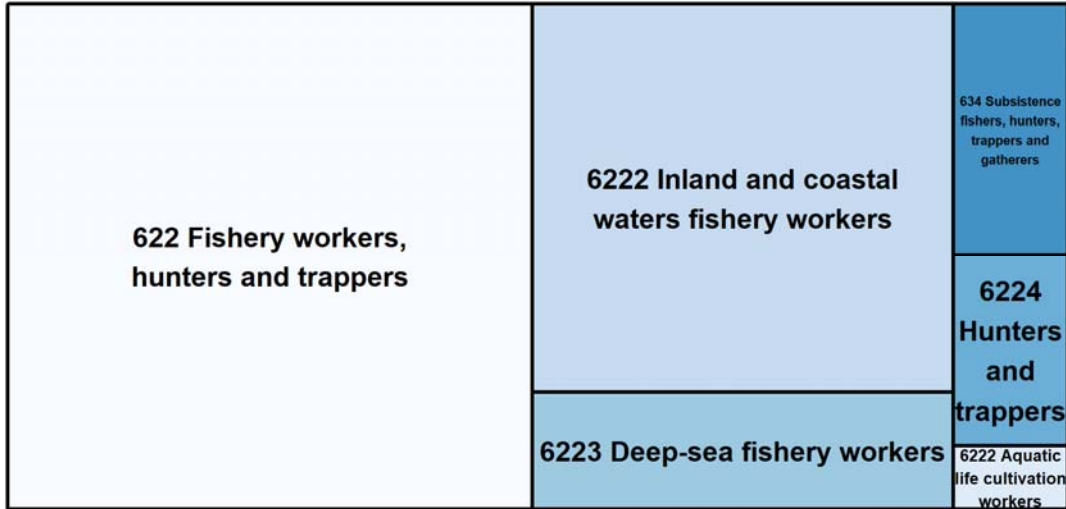 622 Fishery workers,
hunters and trappers
6222 Inland and coastal
waters fishery workers
6223 Deep-sea fishery workers
634 Subsistence
fishers, hunters,
trappers and
gatherers
6224
Hunters
and
trappers
6222 Aquatic
life cultivation
workers